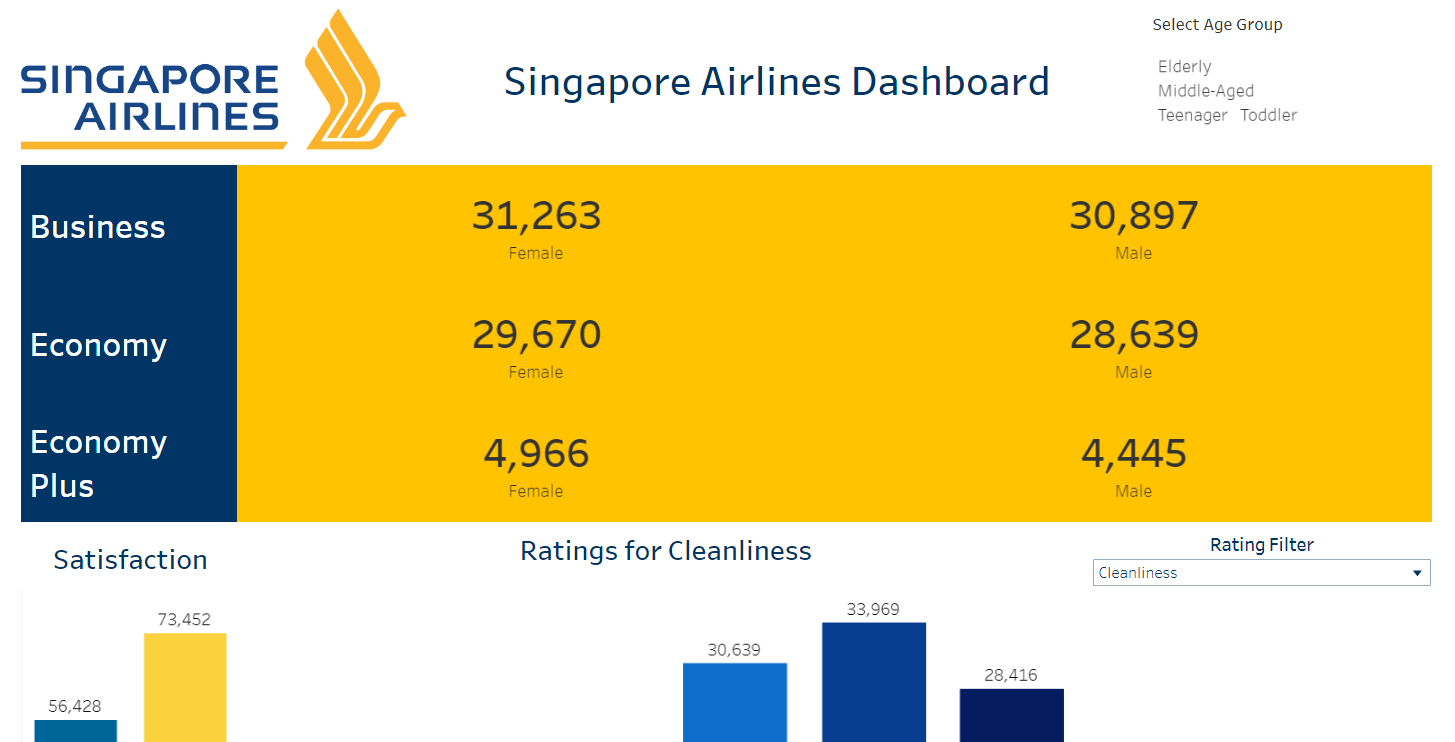 SINGAPORE
AIRLINES
Singapore Airlines Dashboard
Select Age Group
Elderly
Middle-Aged
Teenager Toddler
Business
31,263
Female
30,897
Male
Economy
29,670
Female
28,639
Male
Economy
Plus
4,966
Female
4,445
Male
Satisfaction
56,428
73,452
Ratings for Cleanliness
Rating Filter
Cleanliness
30,639
33,969
28,416